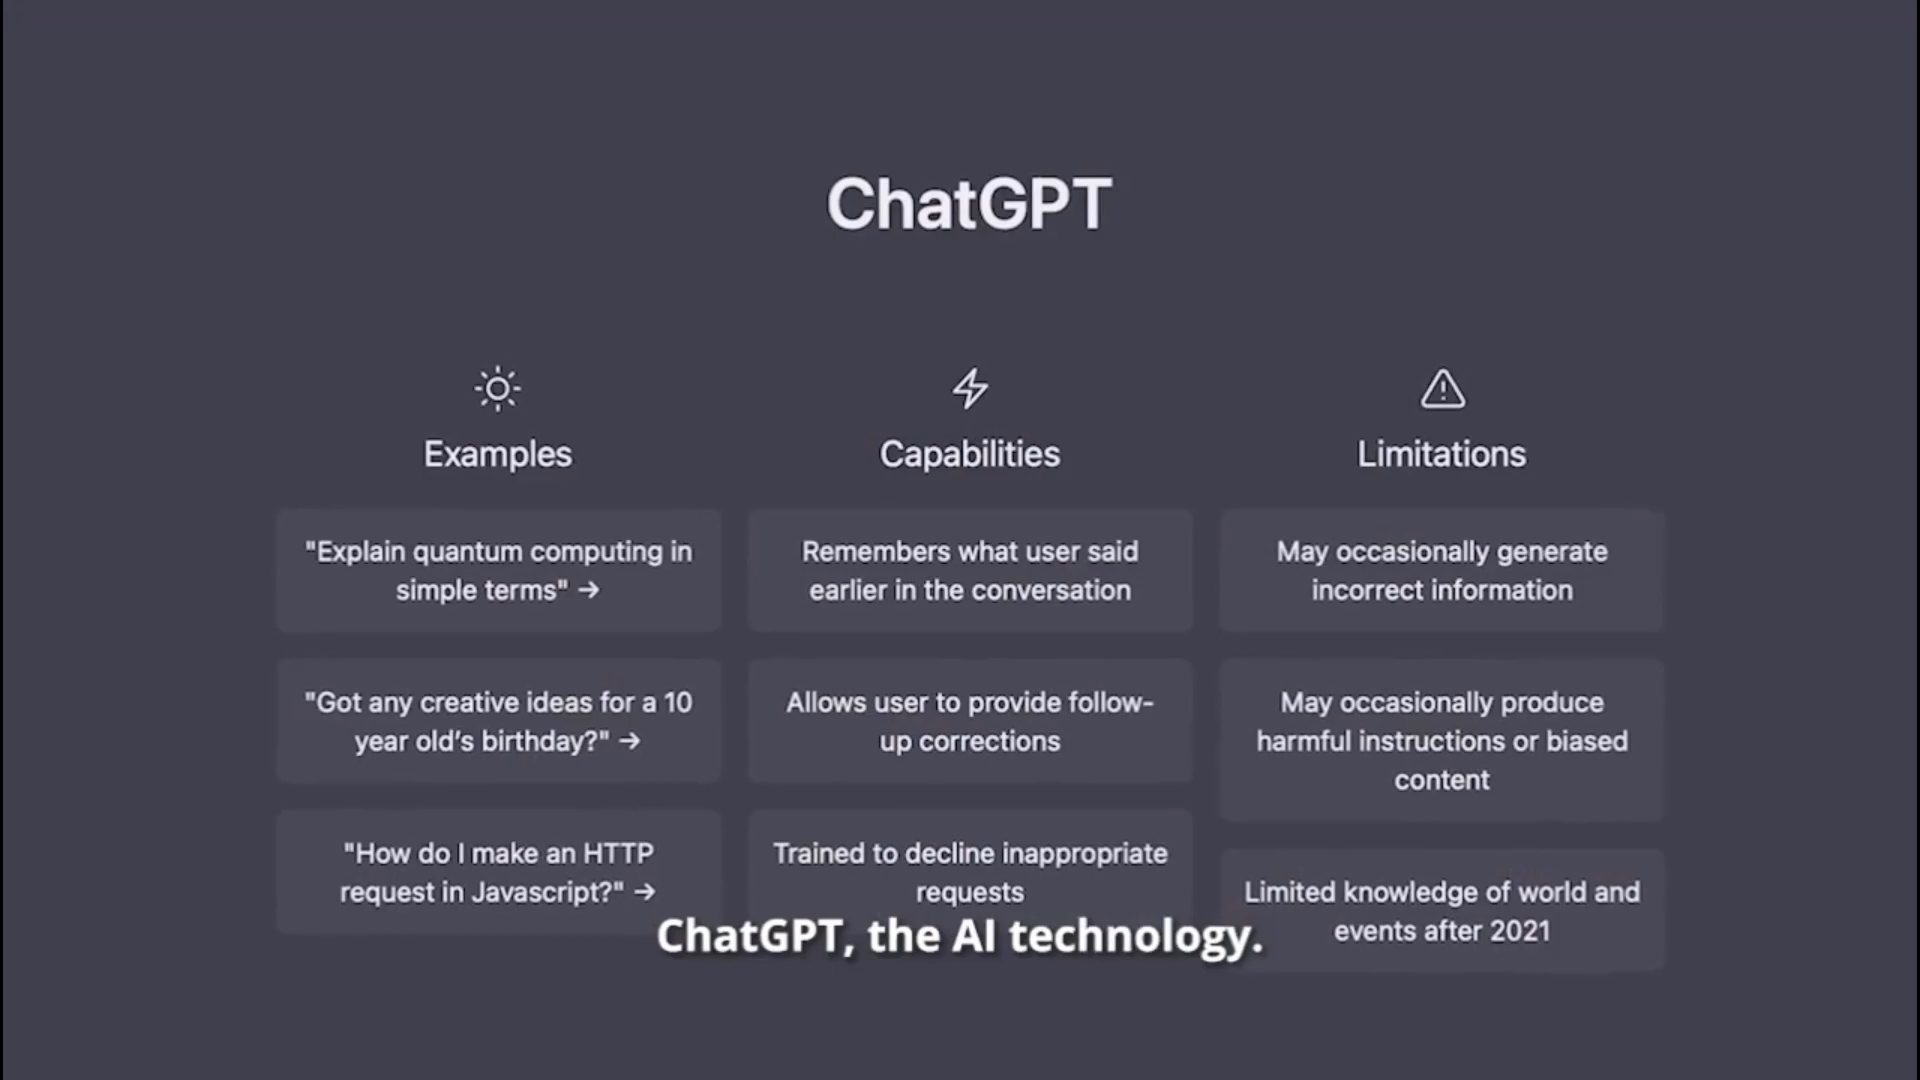 ChatGPT
Examples
"Explain quantum computing in
simple terms" →
"Got any creative ideas for a 10
year old's birthday?" →
"How do I make an HTTP
request in Javascript?" →
Capabilities
Remembers what user said
earlier in the conversation
Allows user to provide follow-
up corrections
Trained to decline inappropriate
requests
Limitations
May occasionally generate
incorrect information
May occasionally produce
harmful instructions or biased
content
Limited knowledge of world and
events after 2021
ChatGPT, the AI technology.